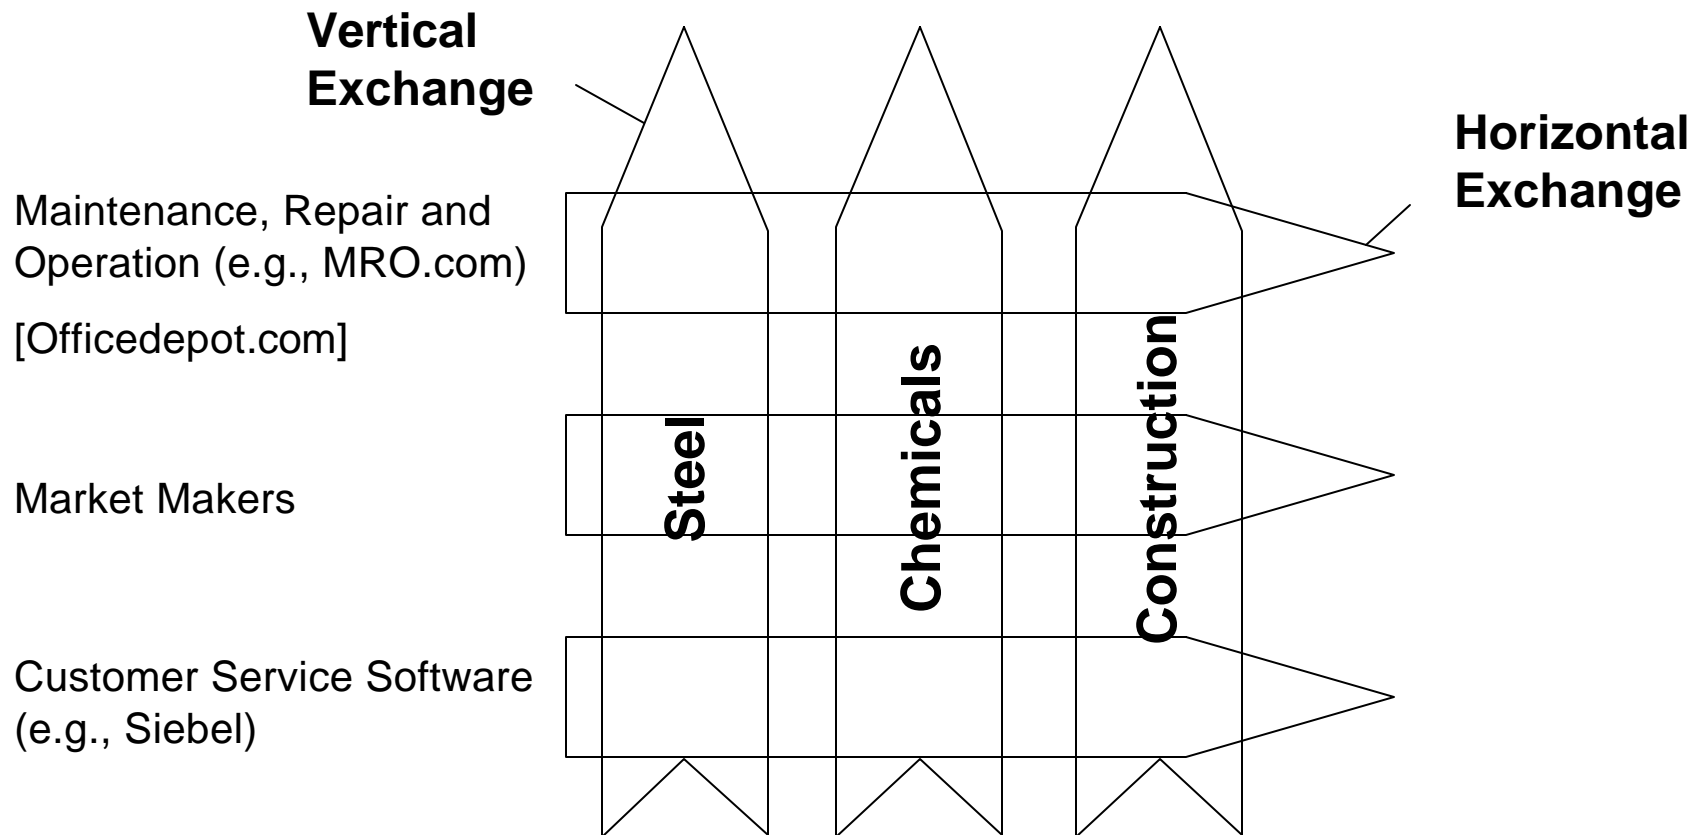 Vertical
Exchange
Horizontal
Exchange
Maintenance, Repair and
Operation (e.g., MRO.com)
[Officedepot.com]
Market Makers
Customer Service Software
(e.g., Siebel)
Steel
Chemicals
Construction